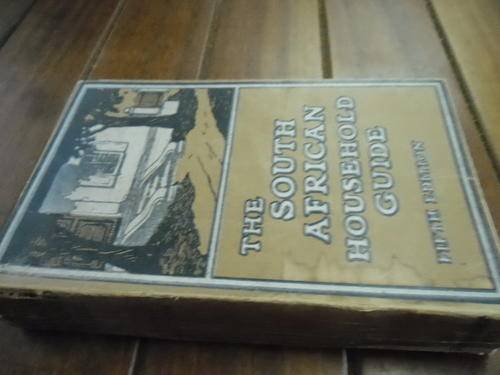 THE
SOUTH
AFRICAN
HOUSEHOLD
GUIDE
FIFTH EDITION